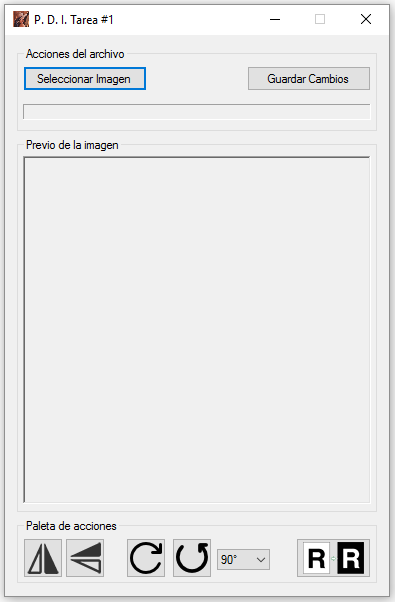 P. D. I. Tarea #1
Acciones del archivo
Seleccionar Imagen
Guardar Cambios
Previo de la imagen
Paleta de acciones
90°
R R